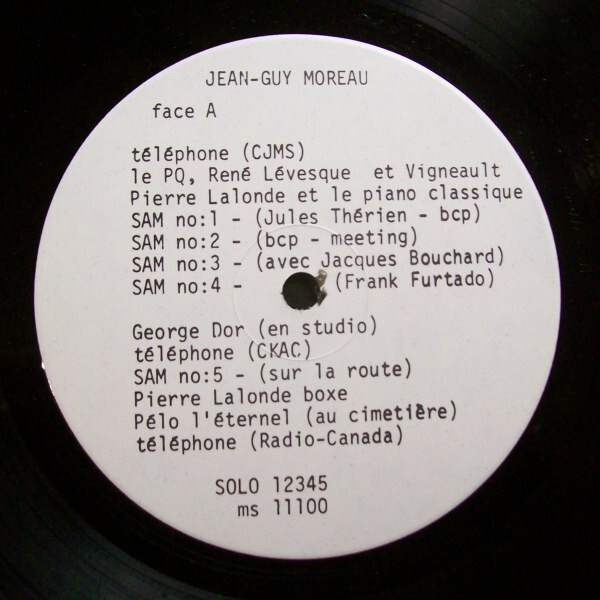 JEAN-GUY MOREAU
face A
téléphone (CJMS)
le PQ, René Lévesque et Vigneault
Pierre Lalonde et le piano classique
SAM no:1 - (Jules Thérien - bcp)
SAM no:2 - (bcp - meeting)
SAM no:3 - (avec Jacques Bouchard)
SAM no:4 - (Frank Furtado)
George Dor (en studio)
téléphone (CKAC)
SAM no:5 - (sur la route)
Pierre Lalonde boxe
Pélo l'éternel (au cimetière)
téléphone (Radio-Canada)
SOLO 12345
ms 11100